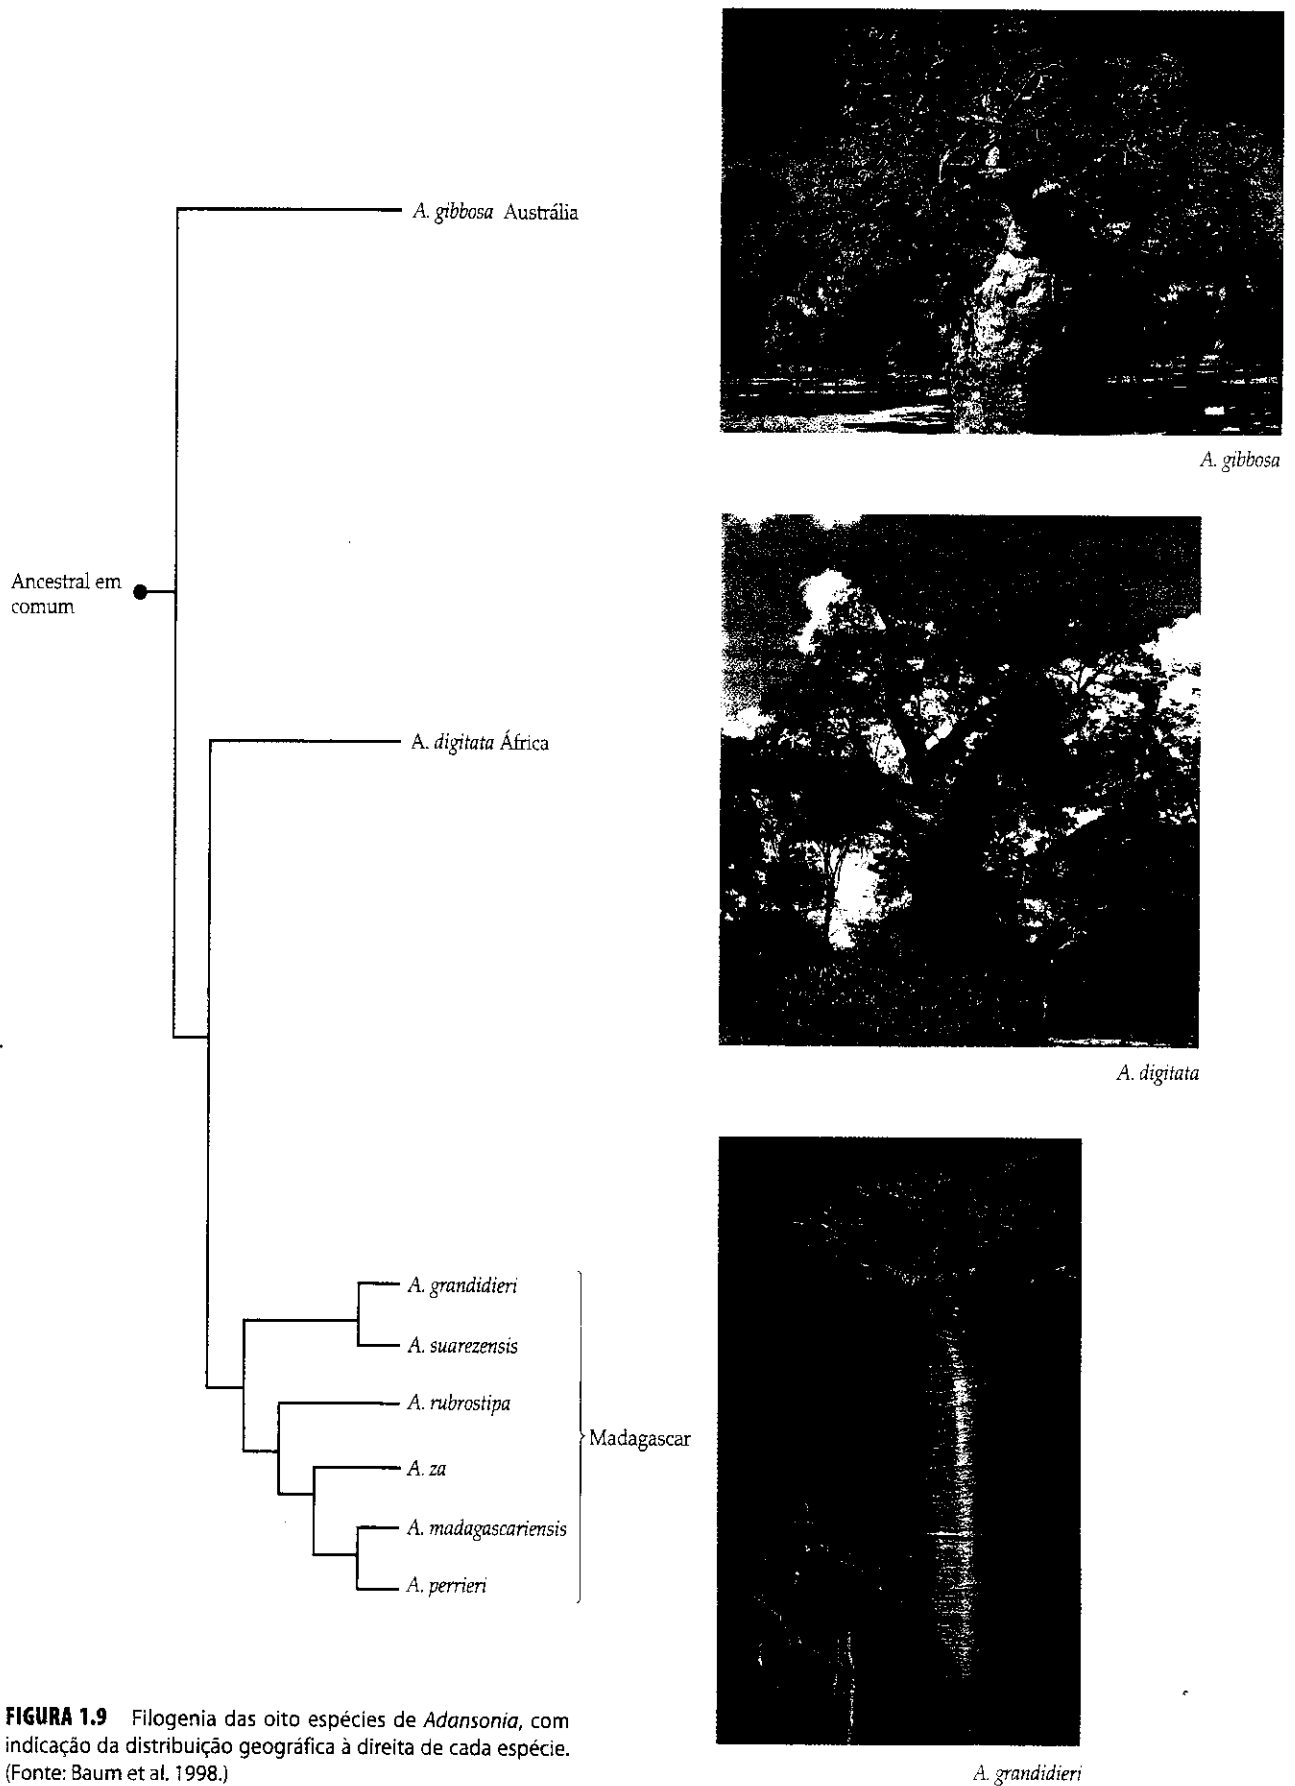 A. gibbosa Austrália
A. gibbosa
Ancestral em
comum
A. digitata África
A. digitata
A. grandidieri
A. suarezensis
A. rubrostipa
Madagascar
A. za
A. madagascariensis
A. perrieri
FIGURA 1.9 Filogenia das oito espécies de Adansonia, com
indicação da distribuição geográfica à direita de cada espécie.
(Fonte: Baum et al. 1998.)
A. grandidieri